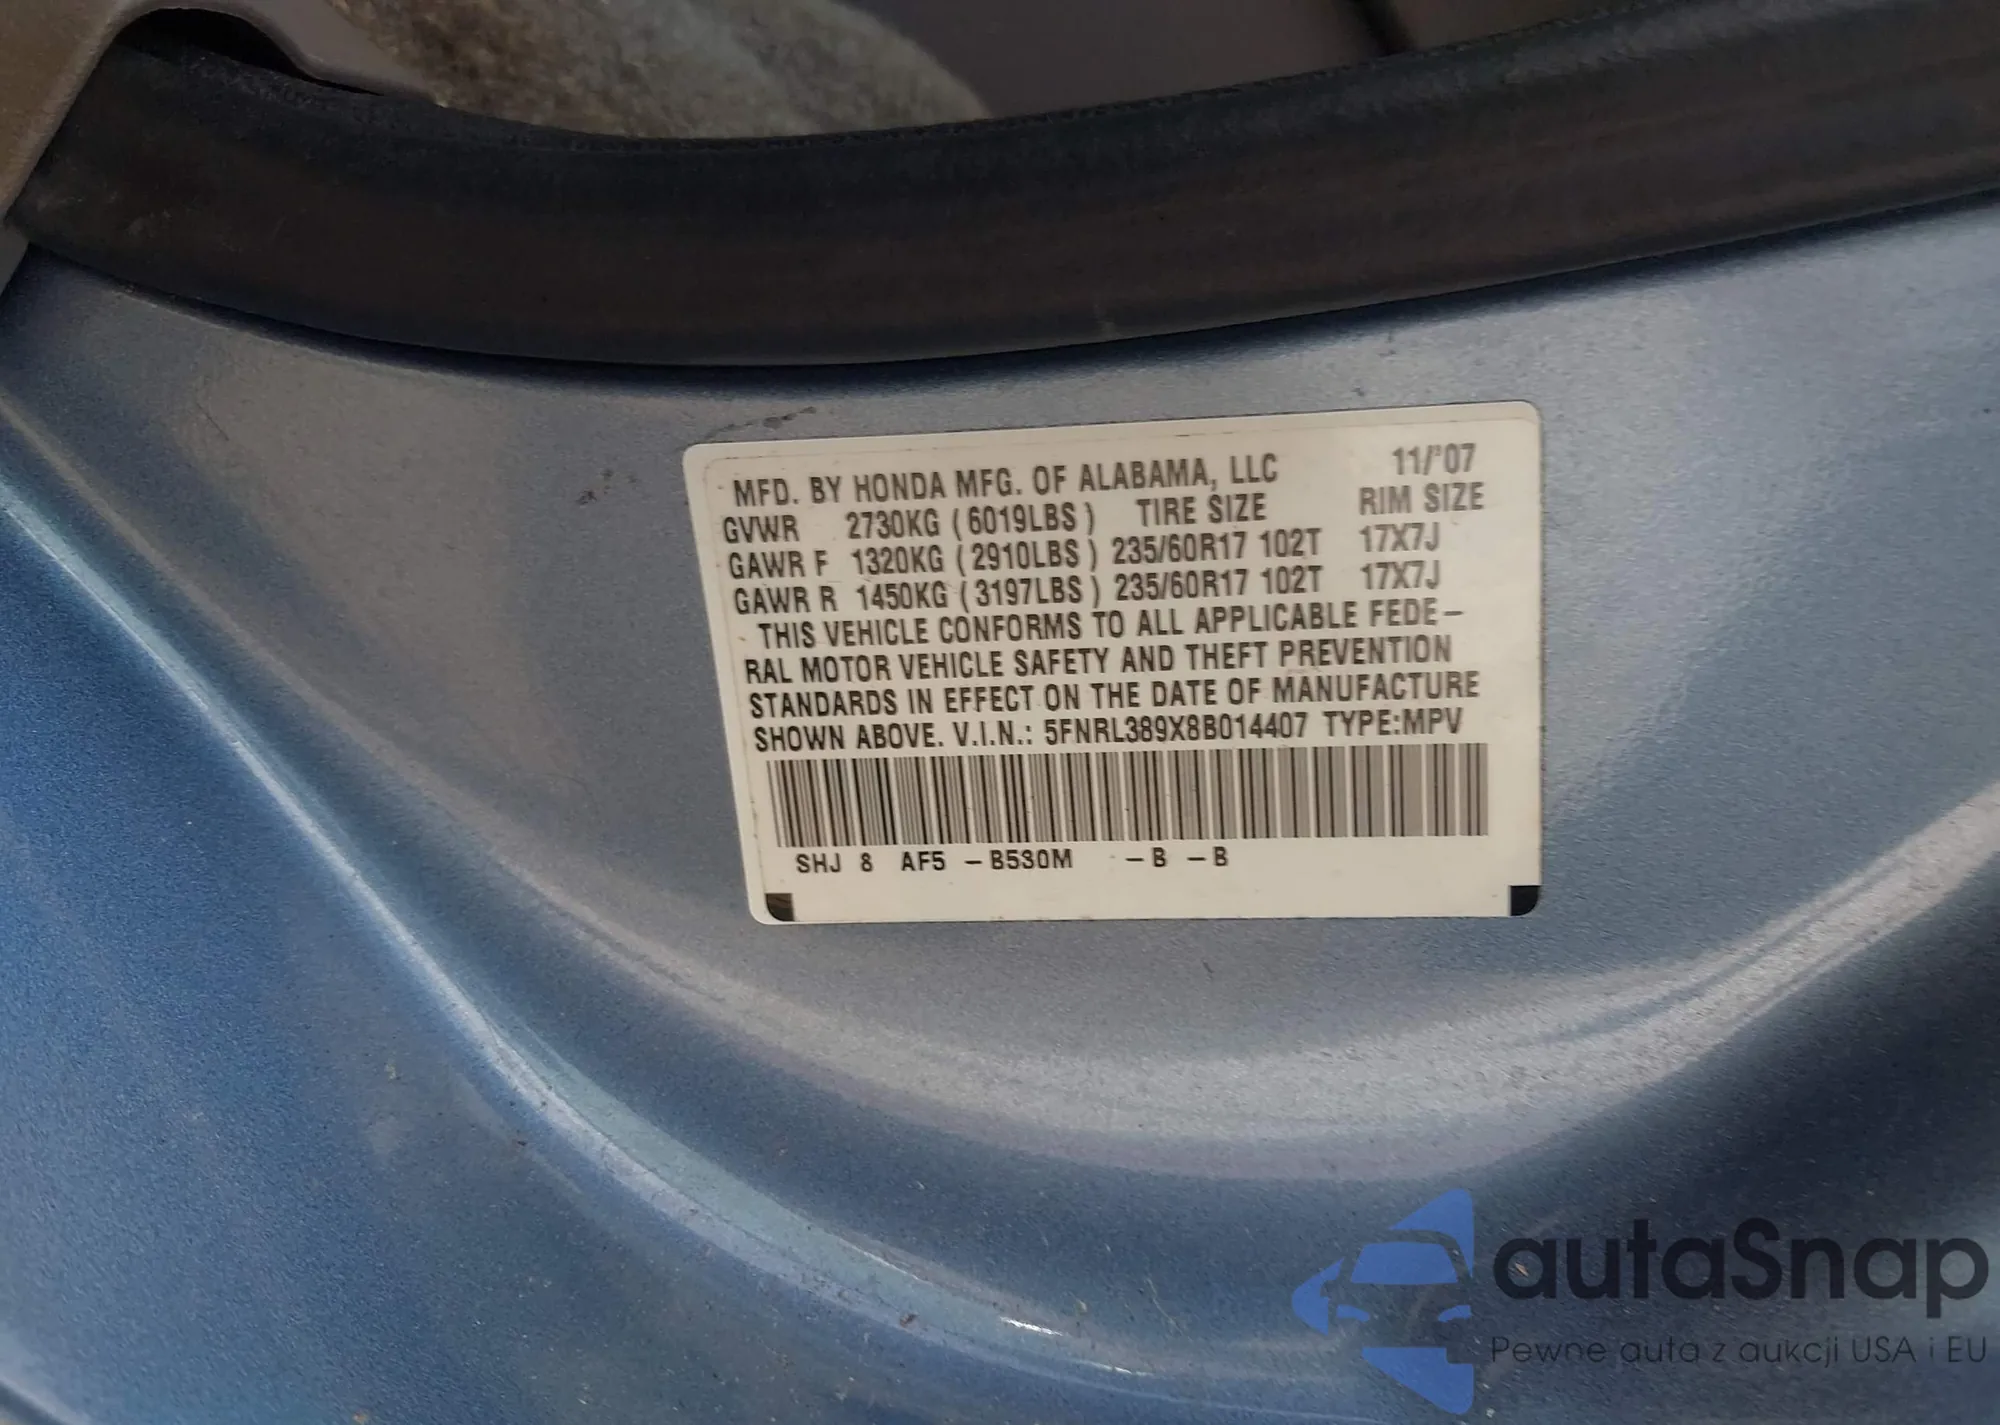 MFD. BY HONDA MFG. OF ALABAMA, LLC 11/'07
GVWR 2730KG (6019LBS) TIRE SIZE RIM SIZE
GAWR F 1320KG (2910LBS) 235/60R17 102T 17X7J
GAWR R 1450KG (3197LBS) 235/60R17 102T 17X7J
THIS VEHICLE CONFORMS TO ALL APPLICABLE FEDE-
RAL MOTOR VEHICLE SAFETY AND THEFT PREVENTION
STANDARDS IN EFFECT ON THE DATE OF MANUFACTURE
SHOWN ABOVE. V.I.N.: 5FNRL389X8B014407 TYPE:MPV
SHJ 8 AF5 -B530M -B -B
autaSnap
Pewne auta z aukcji USA i EU